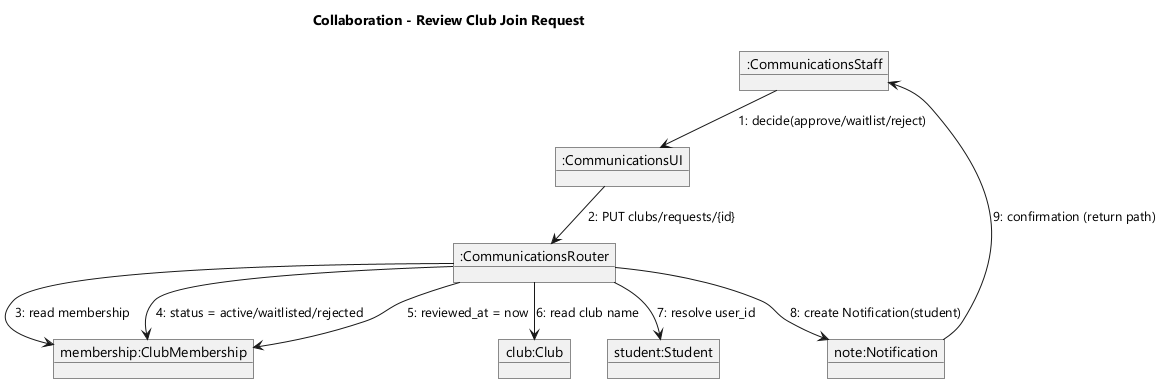 Collaboration - Review Club Join Request
:CommunicationsStaff
1: decide(approve/waitlist/reject)
:CommunicationsUI
2: PUT clubs/requests/{id}
9: confirmation (return path)
:CommunicationsRouter
3: read membership
4: status = active/waitlisted/rejected
5: reviewed_at = now
6: read club name
7: resolve user_id
8: create Notification(student)
membership:ClubMembership
club:Club
student:Student
note:Notification